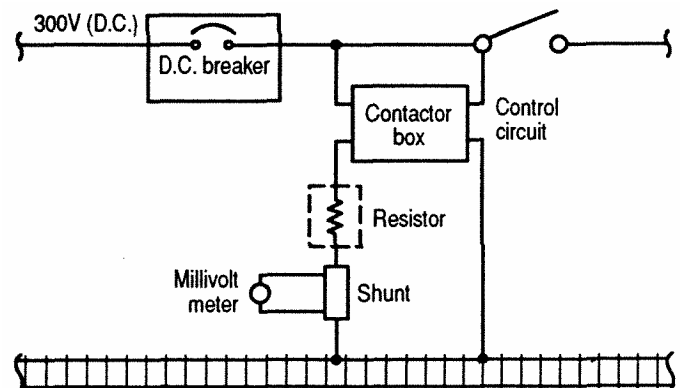 300V (D.C.)
D.C. breaker
Contactor
box
Control
circuit
Resistor
Millivolt
meter
Shunt